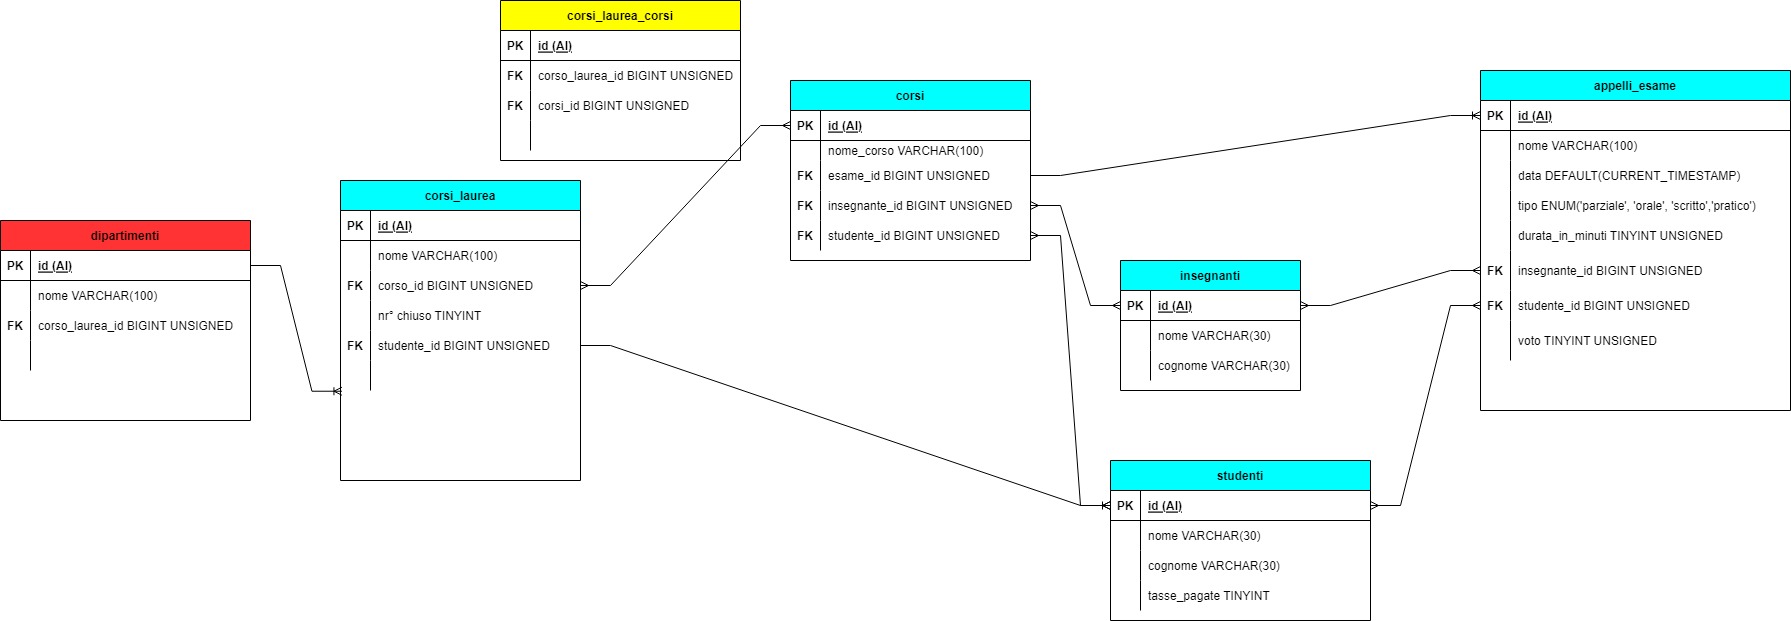 corsi_laurea_corsi
PK id (AI)
FK corso_laurea_id BIGINT UNSIGNED
FK corsi_id BIGINT UNSIGNED
corsi
PK id (AI)
nome_corso VARCHAR(100)
FK esame_id BIGINT UNSIGNED
FK insegnante_id BIGINT UNSIGNED
FK studente_id BIGINT UNSIGNED
appelli_esame
PK id (AI)
nome VARCHAR(100)
data DEFAULT(CURRENT_TIMESTAMP)
tipo ENUM('parziale', 'orale', 'scritto','pratico')
durata_in_minuti TINYINT UNSIGNED
FK insegnante_id BIGINT UNSIGNED
FK studente_id BIGINT UNSIGNED
voto TINYINT UNSIGNED
corsi_laurea
PK id (AI)
nome VARCHAR(100)
FK corso_id BIGINT UNSIGNED
nr° chiuso TINYINT
FK studente_id BIGINT UNSIGNED
dipartimenti
PK id (AI)
nome VARCHAR(100)
FK corso_laurea_id BIGINT UNSIGNED
insegnanti
PK id (AI)
nome VARCHAR(30)
cognome VARCHAR(30)
studenti
PK id (AI)
nome VARCHAR(30)
cognome VARCHAR(30)
tasse_pagate TINYINT